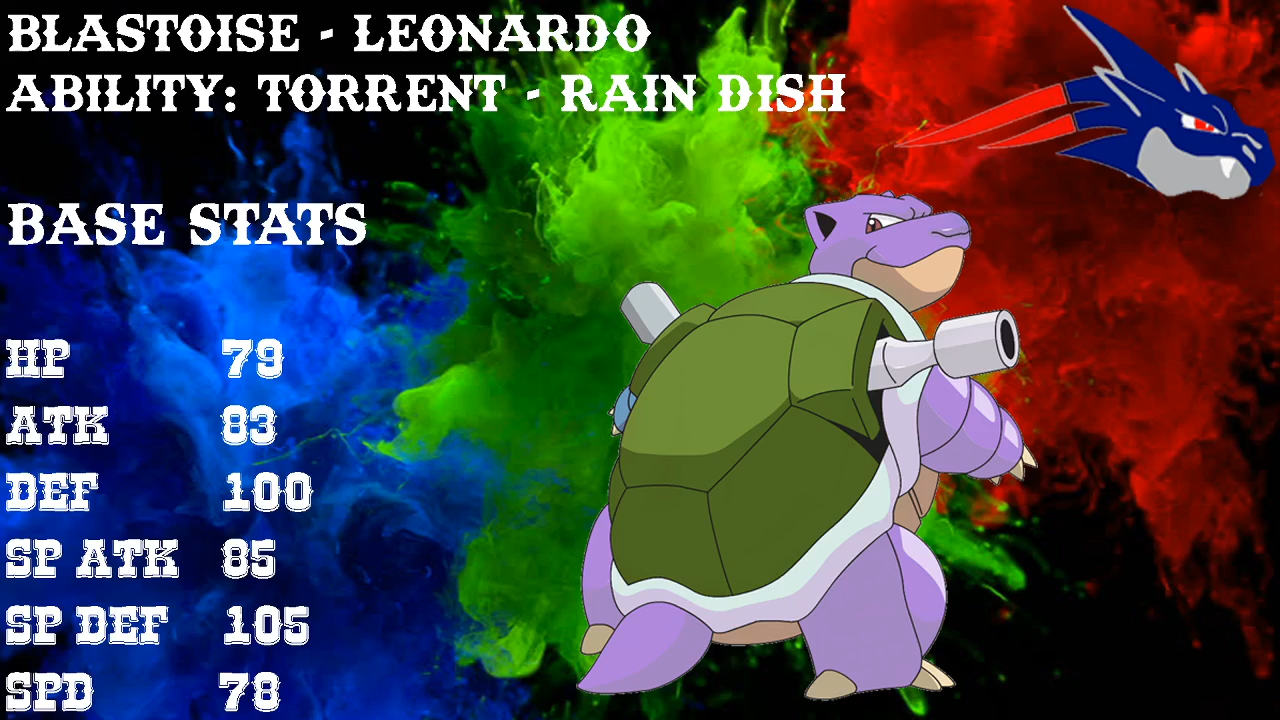 BLASTOISE - LEONARDO
ABILITY: TORRENT - RAIN DISH
BASE STATS
HP 79
ATK 83
DEF 100
SP ATK 85
SP DEF 105
SPD 78